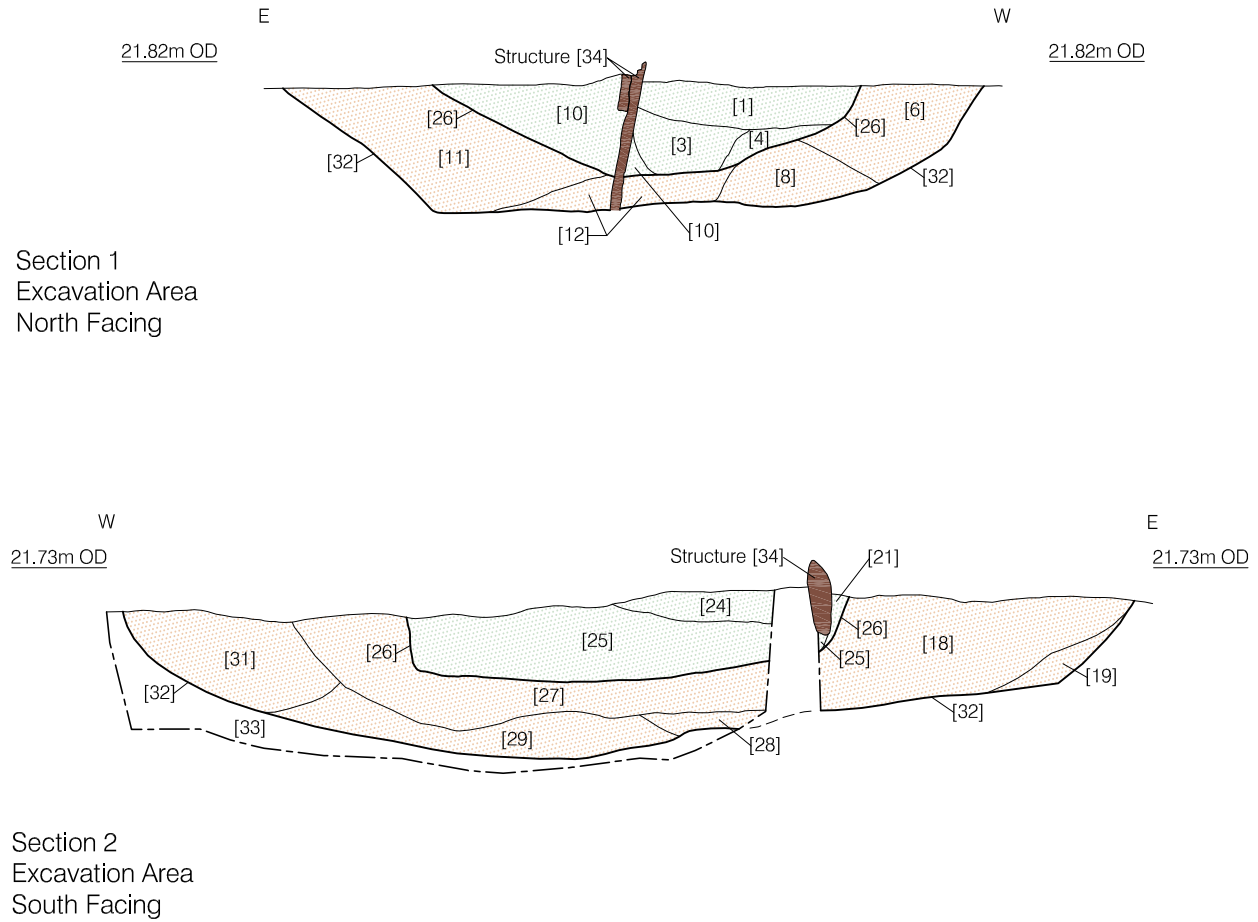 E
W
21.82m OD
21.82m OD
Structure [34]
[26]
[10]
[1]
[6]
[26]
[32]
[11]
[3]
[4]
[8]
[32]
[12]
[10]
Section 1
Excavation Area
North Facing
W
E
21.73m OD
21.73m OD
Structure [34]
[21]
[24]
[26]
[25]
[26]
[18]
[31]
[25]
[19]
[32]
[27]
[32]
[33]
[29]
[28]
Section 2
Excavation Area
South Facing